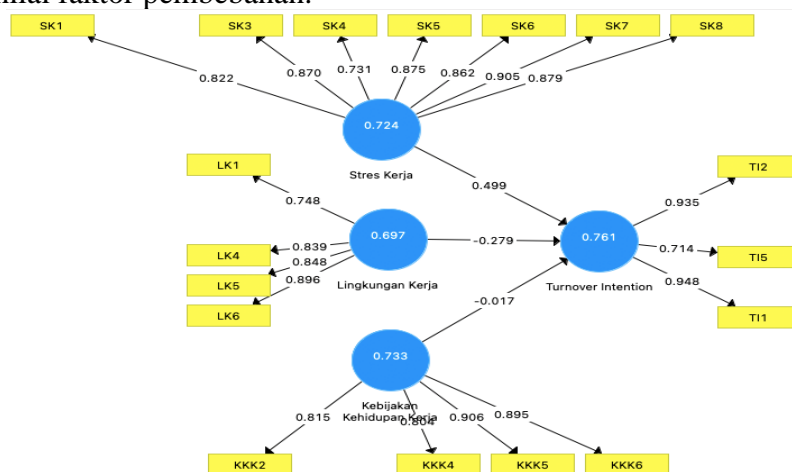 faktor pembebanan.
SK1 SK3 SK4 SK5 SK6 SK7 SK8
0.822 0.870 0.731 0.875 0.862 0.905 0.879
0.724
Stres Kerja
LK1
0.748
0.499
TI2
0.935
LK4
0.839
0.697
-0.279
0.761
0.714
TI5
LK5
0.848
LK6
0.896
Lingkungan Kerja
Turnover Intention
0.948
TI1
-0.017
0.733
Kebijakan
Kehidupan Kerja
0.815 0.804 0.906 0.895
KKK2 KKK4 KKK5 KKK6